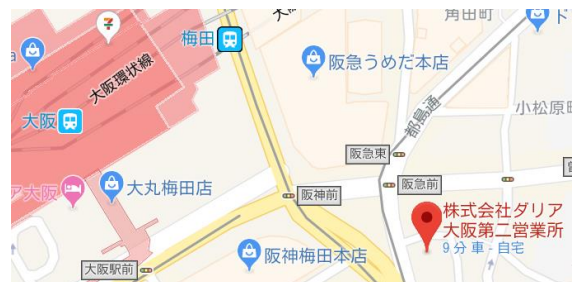 角田町
梅田
大阪環状線
阪急うめだ本店
大阪
都島通
小松原町
阪急東
ア大阪
大丸梅田店
阪神前
阪急前
株式会社ダリア
大阪第二営業所
9 分 車 - 自宅
阪神梅田本店
大阪駅前